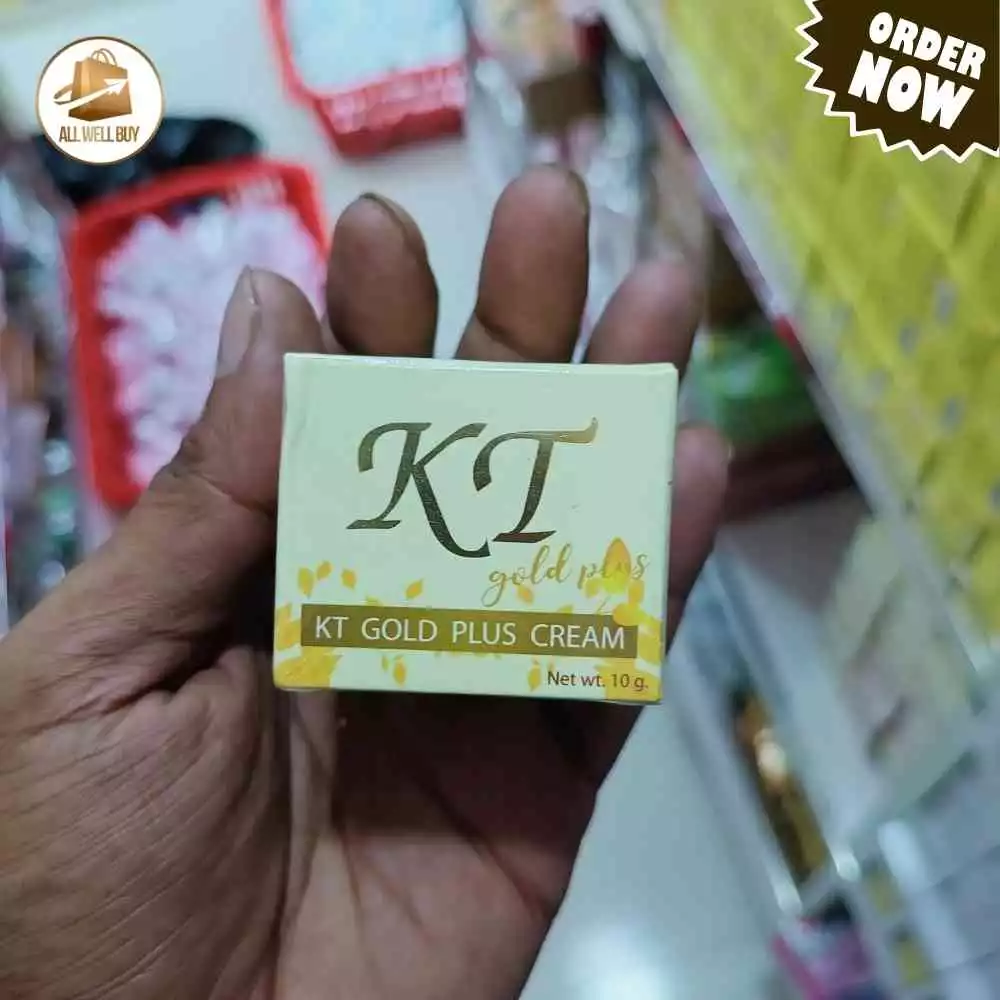 ALL WELL BUY
ORDER
NOW
KT
gold plus
KT GOLD PLUS CREAM
Net wt. 10 g.